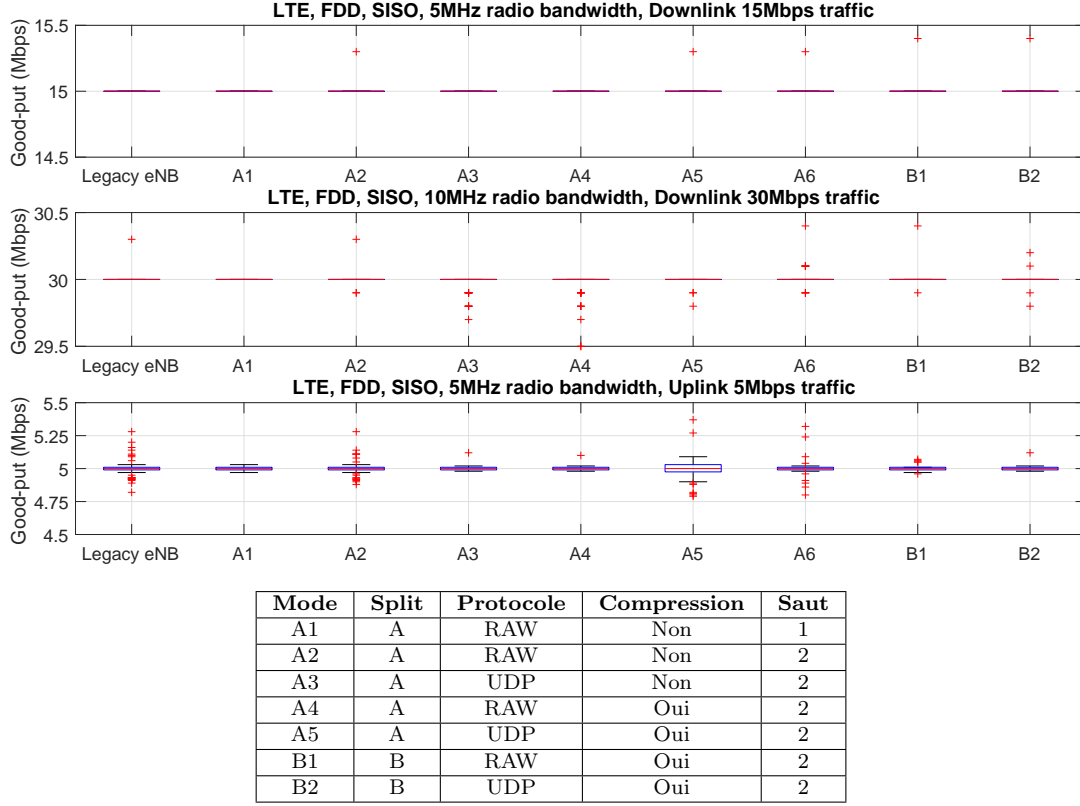 LTE, FDD, SISO, 5MHz radio bandwidth, Downlink 15Mbps traffic
Good-put (Mbps)
15.5
15
14.5
Legacy eNB A1 A2 A3 A4 A5 A6 B1 B2
LTE, FDD, SISO, 10MHz radio bandwidth, Downlink 30Mbps traffic
Good-put (Mbps)
30.5
30
29.5
Legacy eNB A1 A2 A3 A4 A5 A6 B1 B2
LTE, FDD, SISO, 5MHz radio bandwidth, Uplink 5Mbps traffic
Good-put (Mbps)
5.5
5.25
5
4.75
4.5
Legacy eNB A1 A2 A3 A4 A5 A6 B1 B2
Mode Split Protocole Compression Saut
A1 A RAW Non 1
A2 A RAW Non 2
A3 A UDP Non 2
A4 A RAW Oui 2
A5 A UDP Oui 2
B1 B RAW Oui 2
B2 B UDP Oui 2